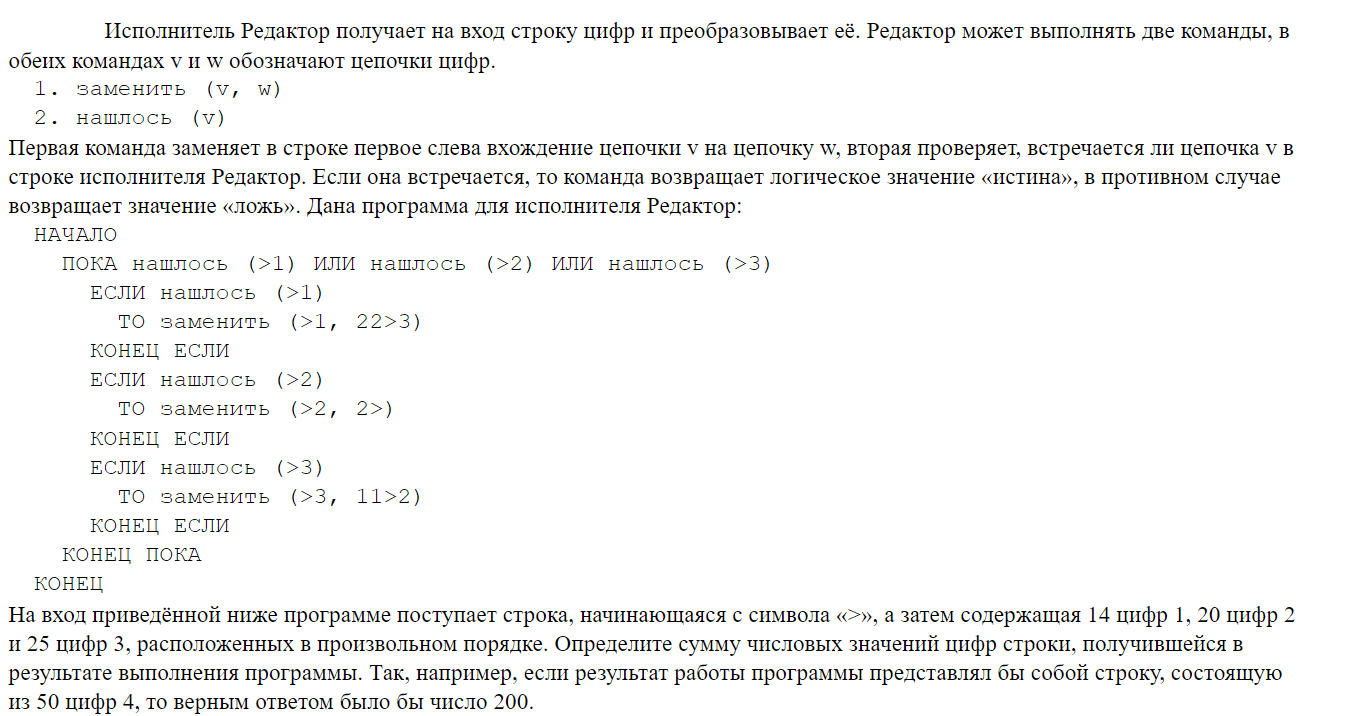 Исполнитель Редактор получает на вход строку цифр и преобразовывает её. Редактор может выполнять две команды, в
обеих командах v и w обозначают цепочки цифр.
1. заменить (v, w)
2. нашлось (v)
Первая команда заменяет в строке первое слева вхождение цепочки v на цепочку w, вторая проверяет, встречается ли цепочка v в
строке исполнителя Редактор. Если она встречается, то команда возвращает логическое значение «истина», в противном случае
возвращает значение «ложь». Дана программа для исполнителя Редактор:
НАЧАЛО
ПОКА нашлось (>1) ИЛИ нашлось (>2) ИЛИ нашлось (>3)
ЕСЛИ нашлось (>1)
ТО заменить (>1, 22>3)
КОНЕЦ ЕСЛИ
ЕСЛИ нашлось (>2)
ТО заменить (>2, 2>)
КОНЕЦ ЕСЛИ
ЕСЛИ нашлось (>3)
ТО заменить (>3, 11>2)
КОНЕЦ ЕСЛИ
КОНЕЦ ПОКА
КОНЕЦ
На вход приведённой ниже программе поступает строка, начинающаяся с символа «>», а затем содержащая 14 цифр 1, 20 цифр 2
и 25 цифр 3, расположенных в произвольном порядке. Определите сумму числовых значений цифр строки, получившейся в
результате выполнения программы. Так, например, если результат работы программы представлял бы собой строку, состоящую
из 50 цифр 4, то верным ответом было бы число 200.